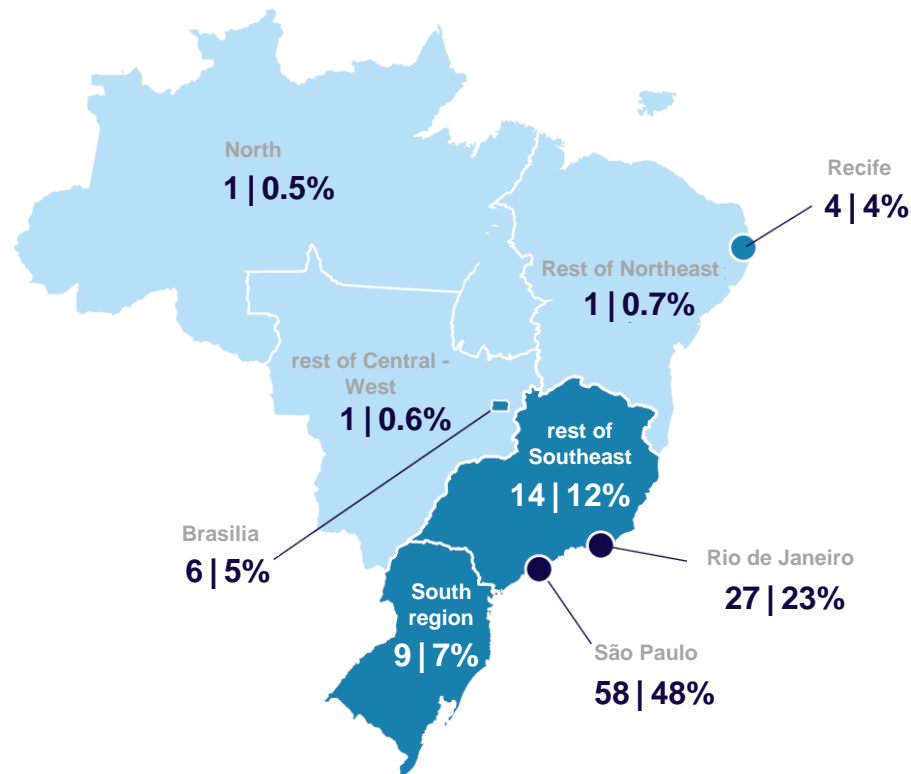 North
1 | 0.5%
Recife
4 | 4%
Rest of Northeast
1 | 0.7%
rest of Central -
West
1 | 0.6%
rest of
Southeast
14 | 12%
Brasilia
6 | 5%
Rio de Janeiro
27 | 23%
South
region
9 | 7%
São Paulo
58 | 48%